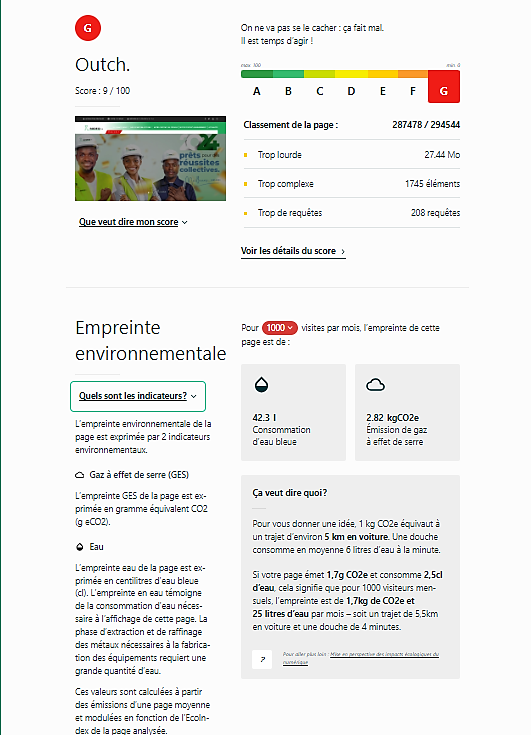 G
Outch.
Score : 9 / 100
prêts pour des
réussites
collectives.
Que veut dire mon score
On ne va pas se le cacher : ça fait mal.
Il est temps d'agir !
max. 100
min. 0
A B C D E F G
Classement de la page : 287478 / 294544
Trop lourde 27.44 Mo
Trop complexe 1745 éléments
Trop de requêtes 208 requêtes
Voir les détails du score
Empreinte
environnementale
Quels sont les indicateurs?
L'empreinte environnementale de la
page est exprimée par 2 indicateurs
environnementaux.
Gaz à effet de serre (GES)
L'empreinte GES de la page est ex-
primée en gramme équivalent CO2
(g eCO2).
Eau
L'empreinte eau de la page est ex-
primée en centilitres d'eau bleue
(cl). L'empreinte en eau témoigne
de la consommation d'eau néces-
saire à l'affichage de cette page. La
phase d'extraction et de raffinage
des métaux nécessaires à la fabrica-
tion des équipements requiert une
grande quantité d'eau.
Ces valeurs sont calculées à partir
des émissions d'une page moyenne
et modulées en fonction de l'EcoIn-
dex de la page analysée.
Pour 1000 visites par mois, l'empreinte de cette
page est de :
42.3 l
Consommation
d'eau bleue
2.82 kgCO2e
Émission de gaz
à effet de serre
Ça veut dire quoi?
Pour vous donner une idée, 1 kg CO2e équivaut à
un trajet d'environ 5 km en voiture. Une douche
consomme en moyenne 6 litres d'eau à la minute.
Si votre page émet 1,7g CO2e et consomme 2,5cl
d'eau, cela signifie que pour 1000 visiteurs men-
suels, l'empreinte est de 1,7kg de CO2e et
25 litres d'eau par mois – soit un trajet de 5,5km
en voiture et une douche de 4 minutes.
?
Pour aller plus loin : Mise en perspective des impacts écologiques du
numérique